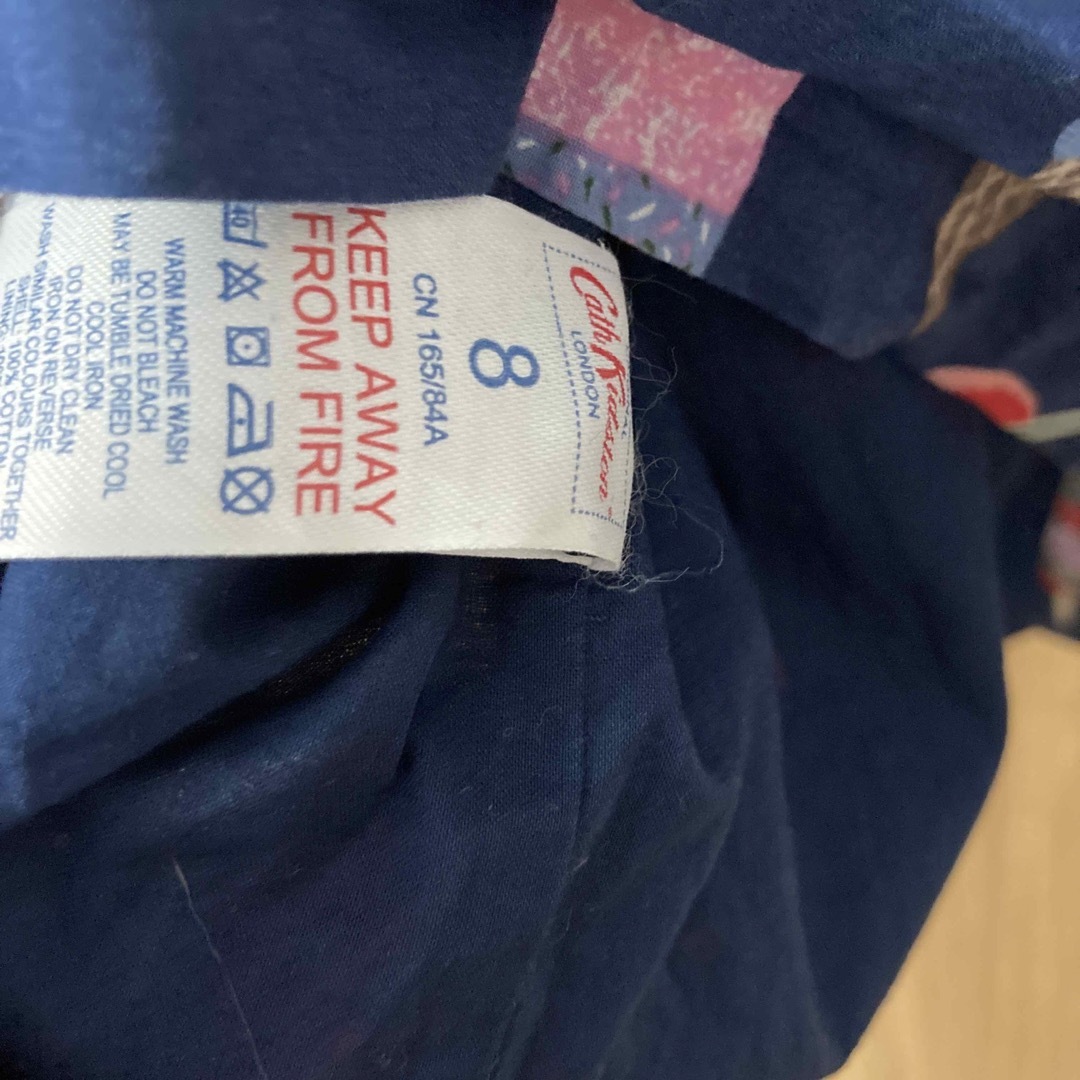 Cath Kidston
LONDON
8
CN 165/84A
KEEP AWAY
FROM FIRE
40
WARM MACHINE WASH
DO NOT BLEACH
MAY BE TUMBLE DRIED COOL
COOL IRON
DO NOT DRY CLEAN
IRON ON REVERSE
WASH SIMILAR COLOURS TOGETHER
SHELL: 100% COTTON